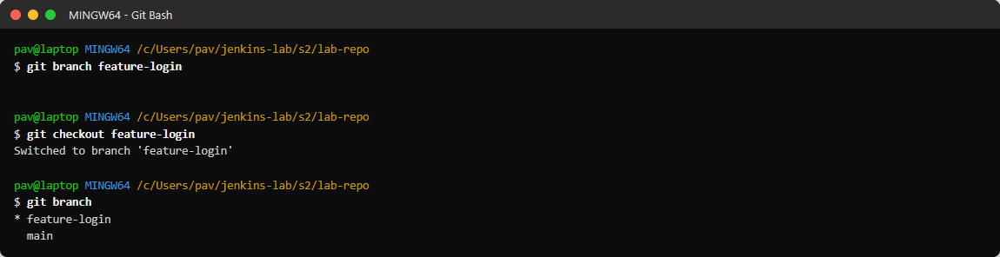 MINGW64 - Git Bash
pav@laptop MINGW64 /c/Users/pav/jenkins-lab/s2/lab-repo
$ git branch feature-login
pav@laptop MINGW64 /c/Users/pav/jenkins-lab/s2/lab-repo
$ git checkout feature-login
Switched to branch 'feature-login'
pav@laptop MINGW64 /c/Users/pav/jenkins-lab/s2/lab-repo
$ git branch
* feature-login
  main